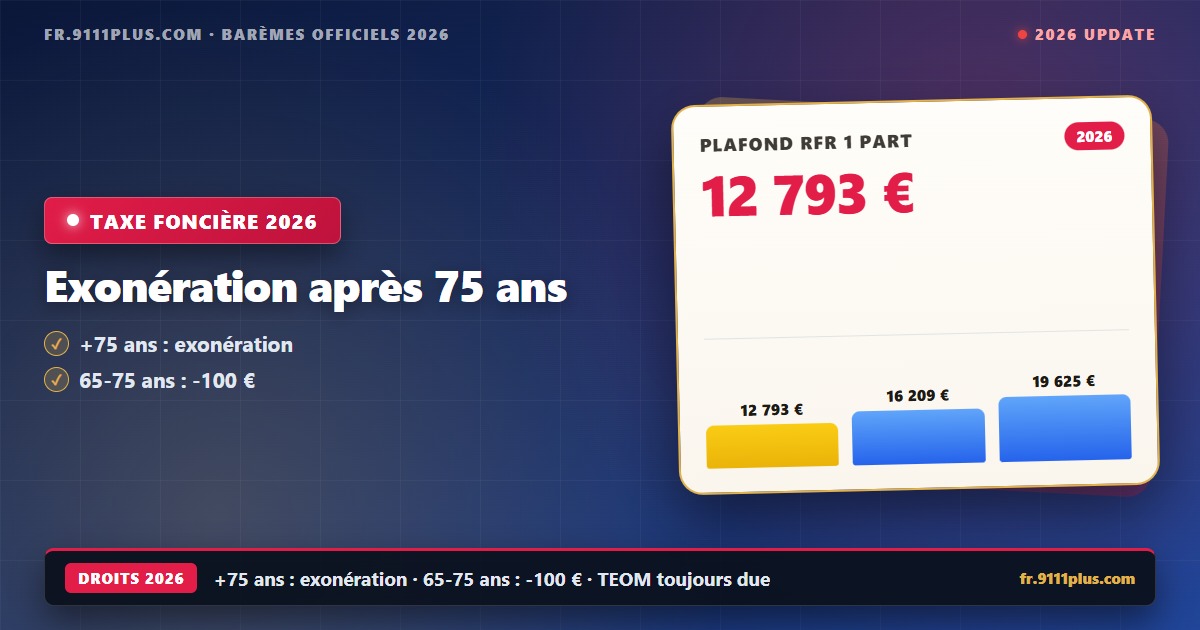 FR.9111PLUS.COM · BARÈMES OFFICIELS 2026
2026 UPDATE
TAXE FONCIÈRE 2026
Exonération après 75 ans
+75 ans : exonération
65-75 ans : -100 €
PLAFOND RFR 1 PART
2026
12 793 €
12 793 €
16 209 €
19 625 €
DROITS 2026
+75 ans : exonération · 65-75 ans : -100 € · TEOM toujours due
fr.9111plus.com